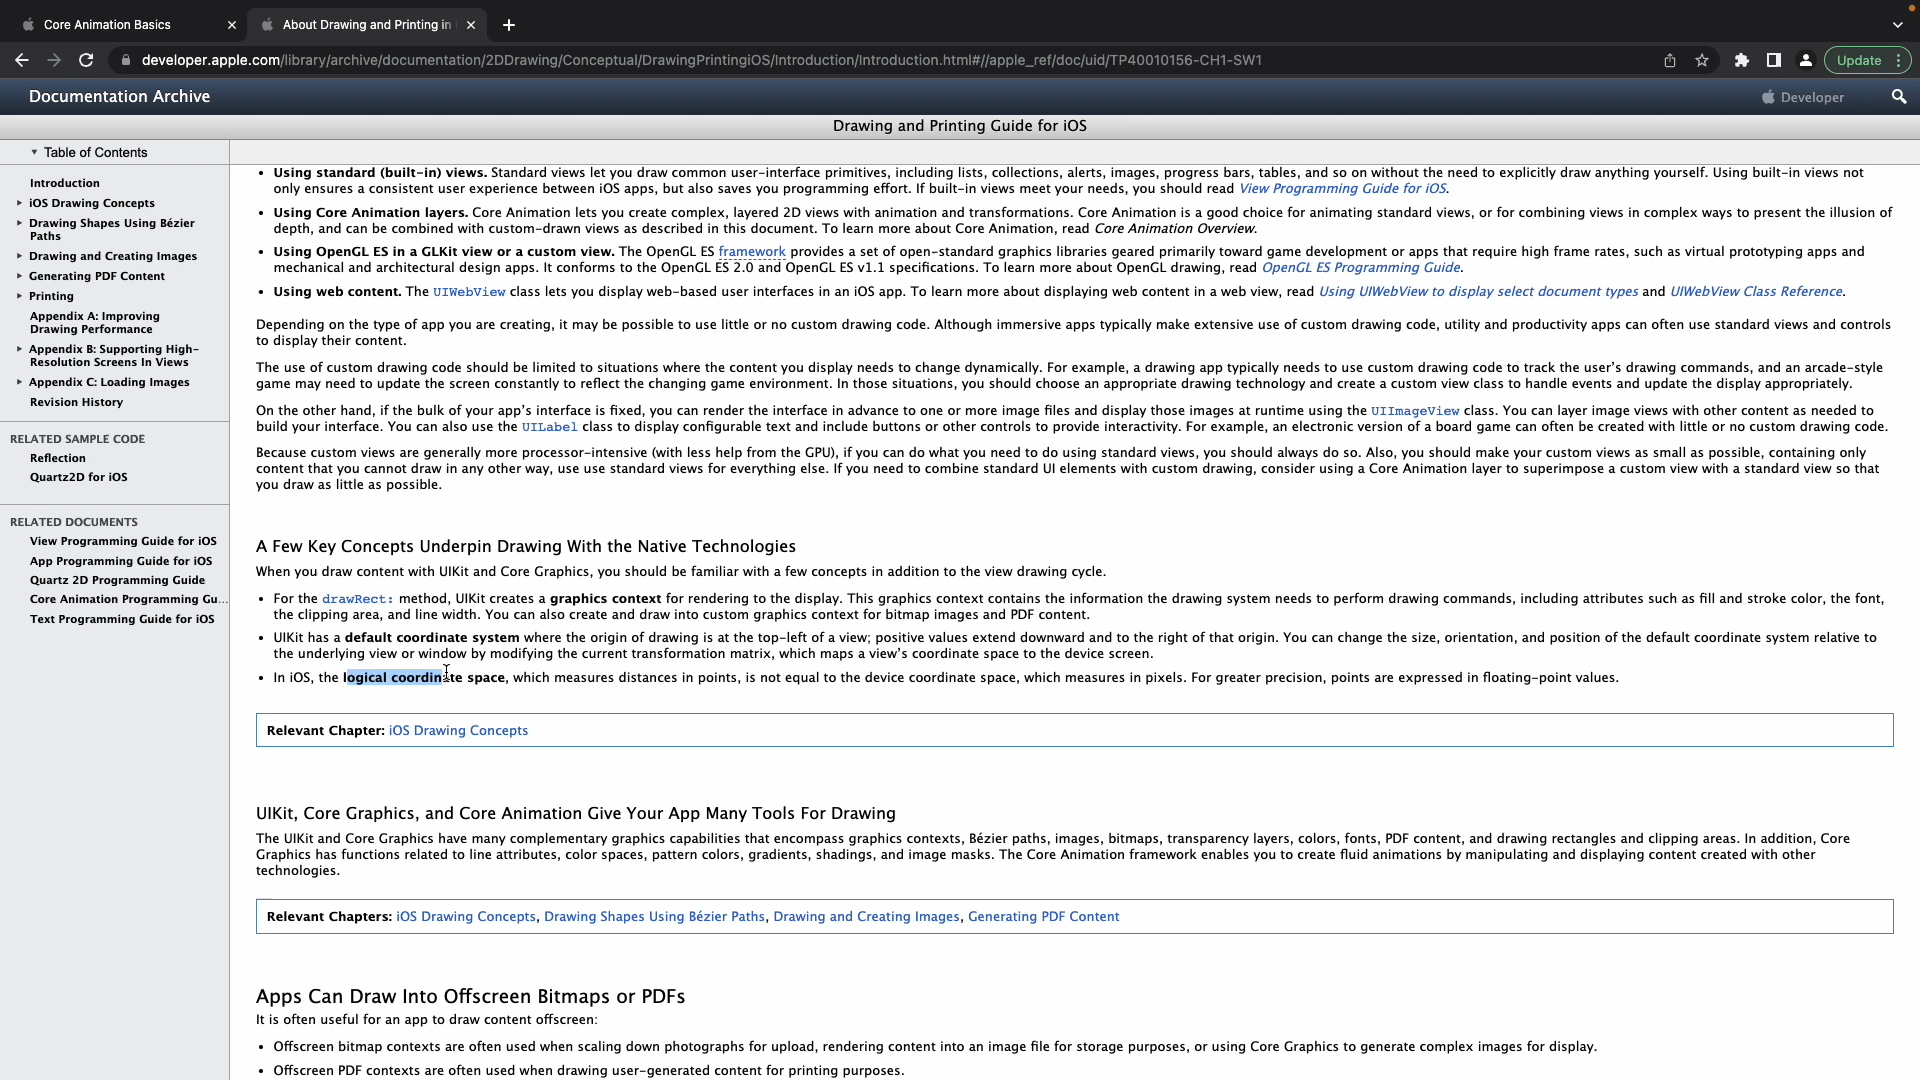 Core Animation Basics
About Drawing and Printing in
developer.apple.com/library/archive/documentation/2DDrawing/Conceptual/DrawingPrintingiOS/Introduction/Introduction.html#//apple_ref/doc/uid/TP40010156-CH1-SW1
Update
Documentation Archive
Developer
Drawing and Printing Guide for iOS
Table of Contents
Introduction
iOS Drawing Concepts
Drawing Shapes Using Bézier
Paths
Drawing and Creating Images
Generating PDF Content
Printing
Appendix A: Improving
Drawing Performance
Appendix B: Supporting High-
Resolution Screens In Views
Appendix C: Loading Images
Revision History
RELATED SAMPLE CODE
Reflection
Quartz2D for iOS
RELATED DOCUMENTS
View Programming Guide for iOS
App Programming Guide for iOS
Quartz 2D Programming Guide
Core Animation Programming Gu...
Text Programming Guide for iOS
• Using standard (built-in) views. Standard views let you draw common user-interface primitives, including lists, collections, alerts, images, progress bars, tables, and so on without the need to explicitly draw anything yourself. Using built-in views not
only ensures a consistent user experience between iOS apps, but also saves you programming effort. If built-in views meet your needs, you should read View Programming Guide for iOS.
• Using Core Animation layers. Core Animation lets you create complex, layered 2D views with animation and transformations. Core Animation is a good choice for animating standard views, or for combining views in complex ways to present the illusion of
depth, and can be combined with custom-drawn views as described in this document. To learn more about Core Animation, read Core Animation Overview.
• Using OpenGL ES in a GLKit view or a custom view. The OpenGL ES framework provides a set of open-standard graphics libraries geared primarily toward game development or apps that require high frame rates, such as virtual prototyping apps and
mechanical and architectural design apps. It conforms to the OpenGL ES 2.0 and OpenGL ES v1.1 specifications. To learn more about OpenGL drawing, read OpenGL ES Programming Guide.
• Using web content. The UIWebView class lets you display web-based user interfaces in an iOS app. To learn more about displaying web content in a web view, read Using UIWebView to display select document types and UIWebView Class Reference.
Depending on the type of app you are creating, it may be possible to use little or no custom drawing code. Although immersive apps typically make extensive use of custom drawing code, utility and productivity apps can often use standard views and controls
to display their content.
The use of custom drawing code should be limited to situations where the content you display needs to change dynamically. For example, a drawing app typically needs to use custom drawing code to track the user's drawing commands, and an arcade-style
game may need to update the screen constantly to reflect the changing game environment. In those situations, you should choose an appropriate drawing technology and create a custom view class to handle events and update the display appropriately.
On the other hand, if the bulk of your app's interface is fixed, you can render the interface in advance to one or more image files and display those images at runtime using the UIImageView class. You can layer image views with other content as needed to
build your interface. You can also use the UILabel class to display configurable text and include buttons or other controls to provide interactivity. For example, an electronic version of a board game can often be created with little or no custom drawing code.
Because custom views are generally more processor-intensive (with less help from the GPU), if you can do what you need to do using standard views, you should always do so. Also, you should make your custom views as small as possible, containing only
content that you cannot draw in any other way, use use standard views for everything else. If you need to combine standard UI elements with custom drawing, consider using a Core Animation layer to superimpose a custom view with a standard view so that
you draw as little as possible.
A Few Key Concepts Underpin Drawing With the Native Technologies
When you draw content with UIKit and Core Graphics, you should be familiar with a few concepts in addition to the view drawing cycle.
• For the drawRect: method, UIKit creates a graphics context for rendering to the display. This graphics context contains the information the drawing system needs to perform drawing commands, including attributes such as fill and stroke color, the font,
the clipping area, and line width. You can also create and draw into custom graphics context for bitmap images and PDF content.
• UIKit has a default coordinate system where the origin of drawing is at the top-left of a view; positive values extend downward and to the right of that origin. You can change the size, orientation, and position of the default coordinate system relative to
the underlying view or window by modifying the current transformation matrix, which maps a view's coordinate space to the device screen.
• In iOS, the logical coordinate space, which measures distances in points, is not equal to the device coordinate space, which measures in pixels. For greater precision, points are expressed in floating-point values.
Relevant Chapter: iOS Drawing Concepts
UIKit, Core Graphics, and Core Animation Give Your App Many Tools For Drawing
The UIKit and Core Graphics have many complementary graphics capabilities that encompass graphics contexts, Bézier paths, images, bitmaps, transparency layers, colors, fonts, PDF content, and drawing rectangles and clipping areas. In addition, Core
Graphics has functions related to line attributes, color spaces, pattern colors, gradients, shadings, and image masks. The Core Animation framework enables you to create fluid animations by manipulating and displaying content created with other
technologies.
Relevant Chapters: iOS Drawing Concepts, Drawing Shapes Using Bézier Paths, Drawing and Creating Images, Generating PDF Content
Apps Can Draw Into Offscreen Bitmaps or PDFs
It is often useful for an app to draw content offscreen:
• Offscreen bitmap contexts are often used when scaling down photographs for upload, rendering content into an image file for storage purposes, or using Core Graphics to generate complex images for display.
• Offscreen PDF contexts are often used when drawing user-generated content for printing purposes.